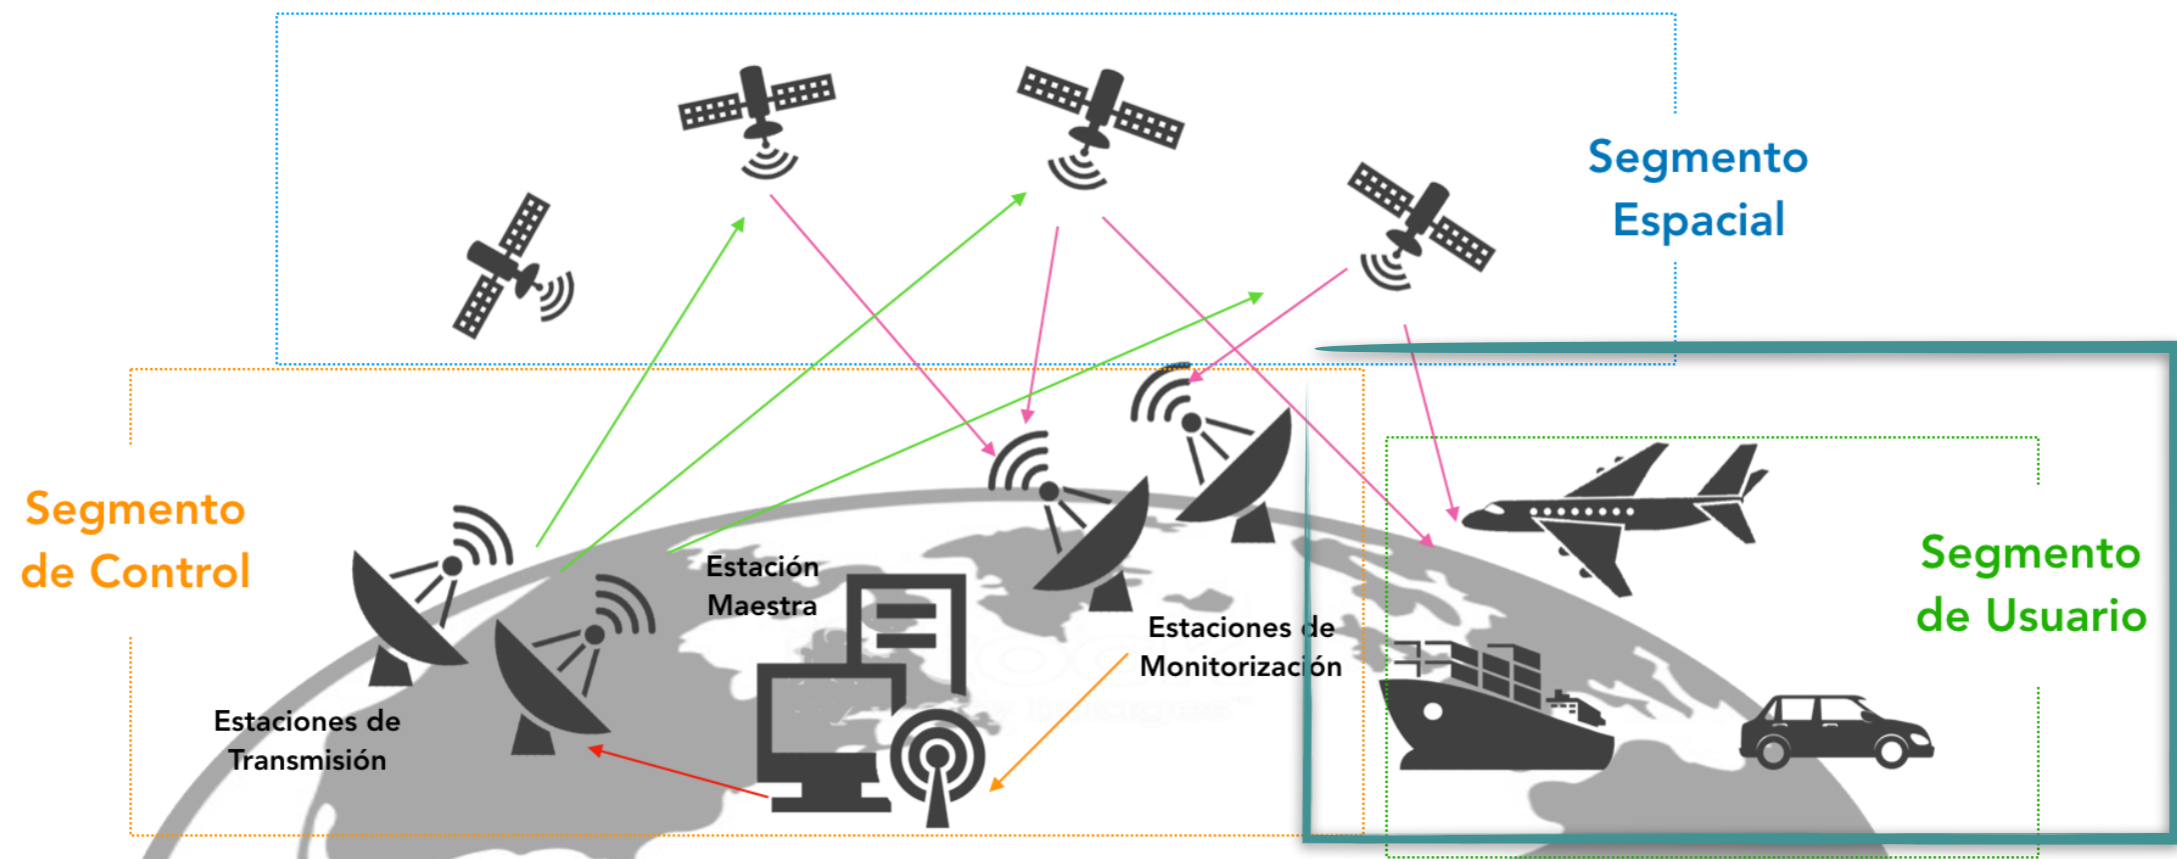 Segmento
Espacial
Segmento
de Control
Estación
Maestra
Estaciones de
Monitorización
Estaciones de
Transmisión
Segmento
de Usuario